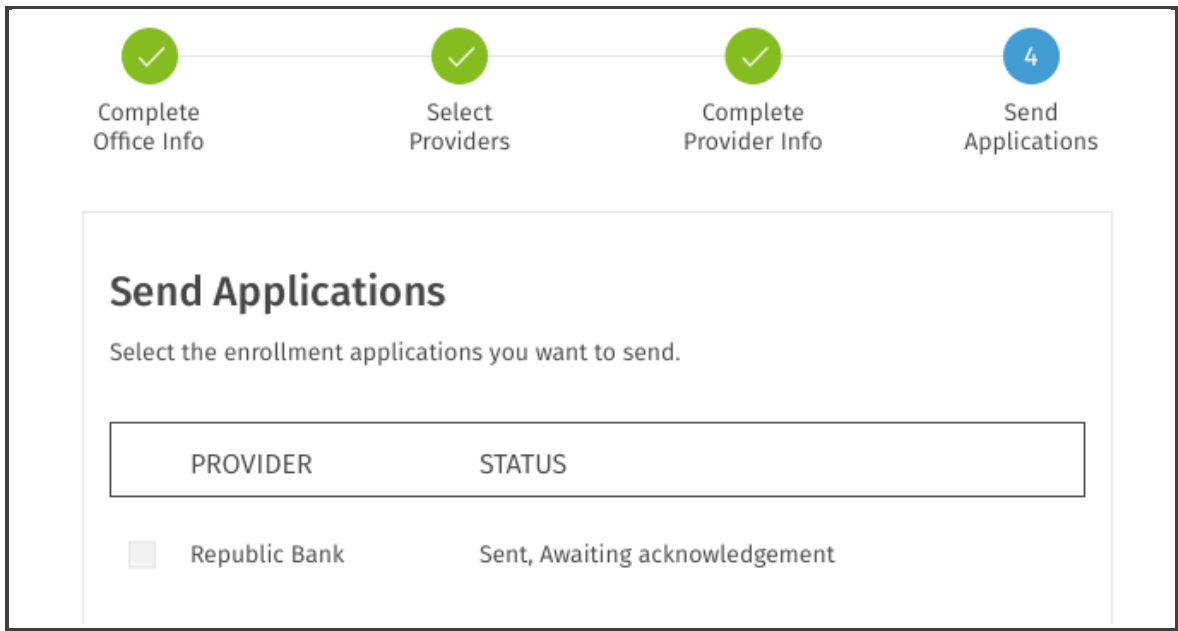 4
Complete
Office Info
Select
Providers
Complete
Provider Info
Send
Applications
Send Applications
Select the enrollment applications you want to send.
PROVIDER STATUS
Republic Bank Sent, Awaiting acknowledgement